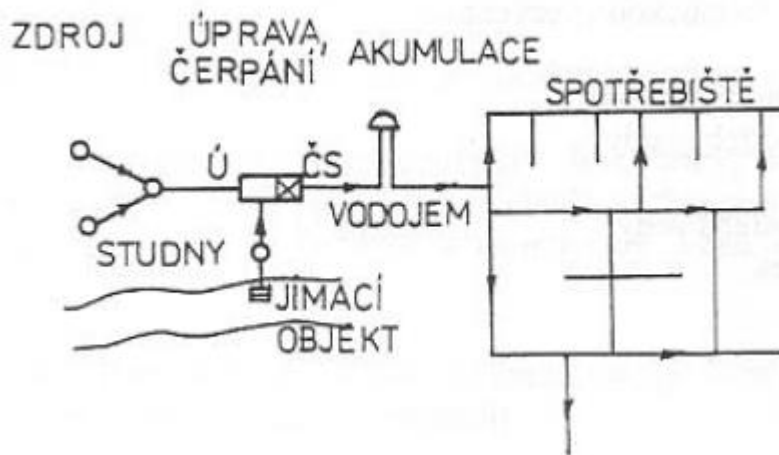 ZDROJ
ÚPRAVA,
ČERPÁNÍ
AKUMULACE
SPOTŘEBIŠTĚ
Ú
ČS
VODOJEM
STUDNY
JÍMACÍ
OBJEKT